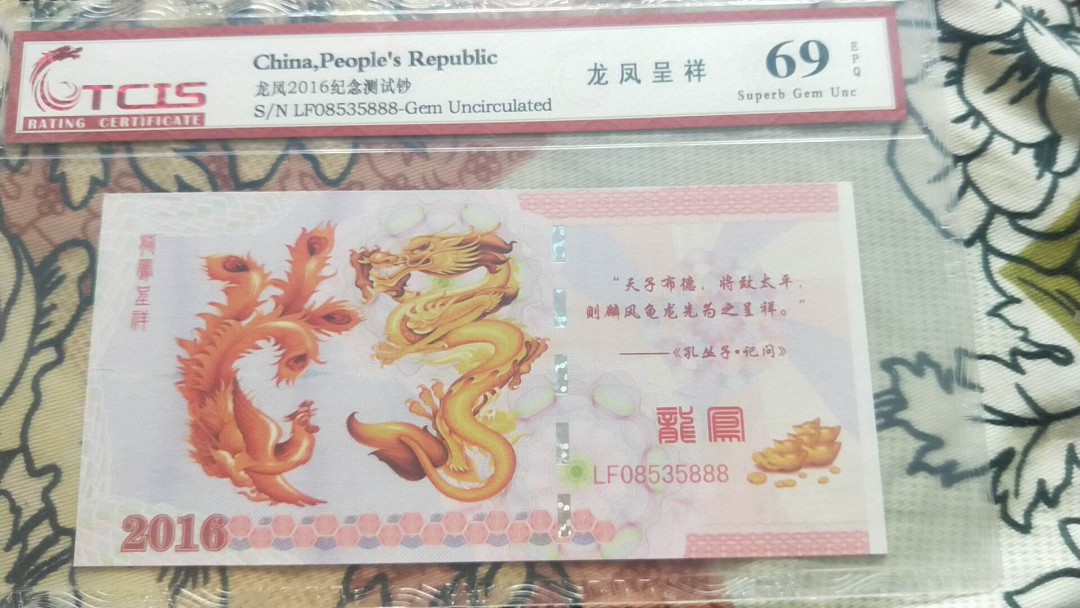 TCIS
RATING CERTIFICATE
China,People's Republic
龙凤2016纪念测试钞
S/N LF08535888-Gem Uncirculated
龙凤呈祥
69
EPQ
Superb Gem Unc
龍鳳呈祥
“天子布德，将致太平，
则麟凤龟龙先为之呈祥。”
——《孔丛子•记问》
龍鳳
LF08535888
2016